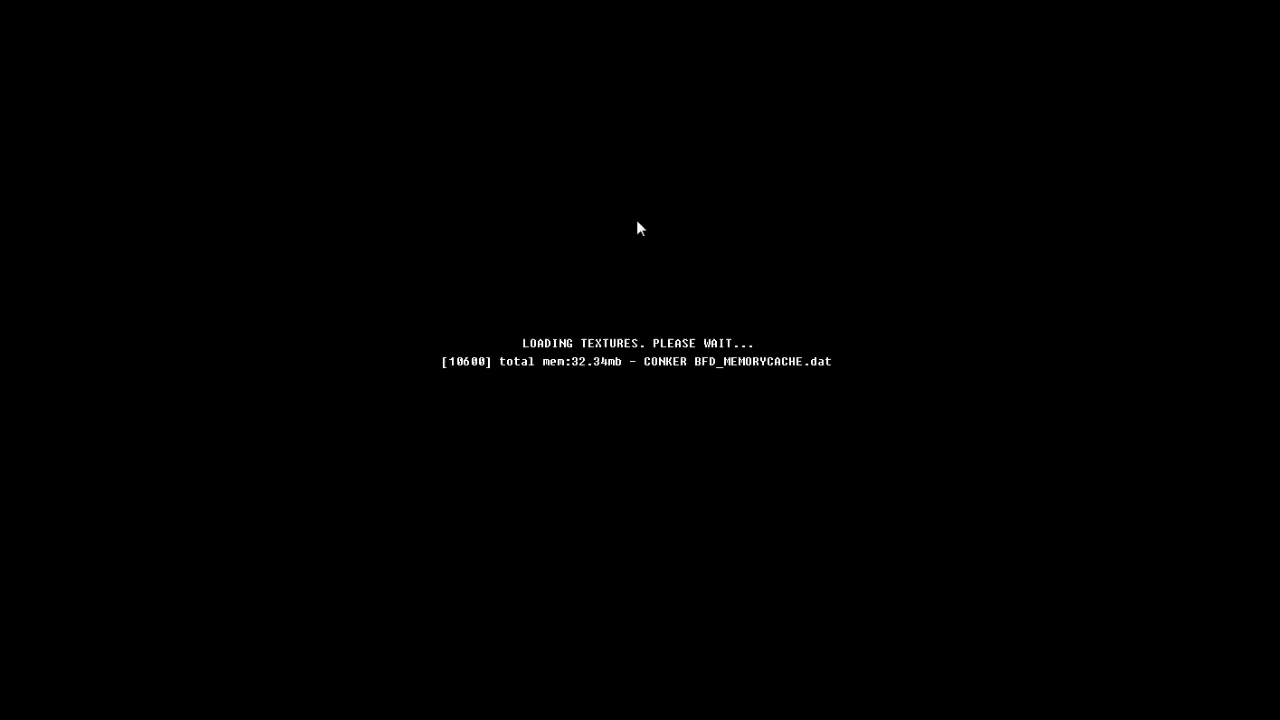 LOADING TEXTURES. PLEASE WAIT...
[10600] total mem:32.34mb - CONKER BFD_MEMORYCACHE.dat